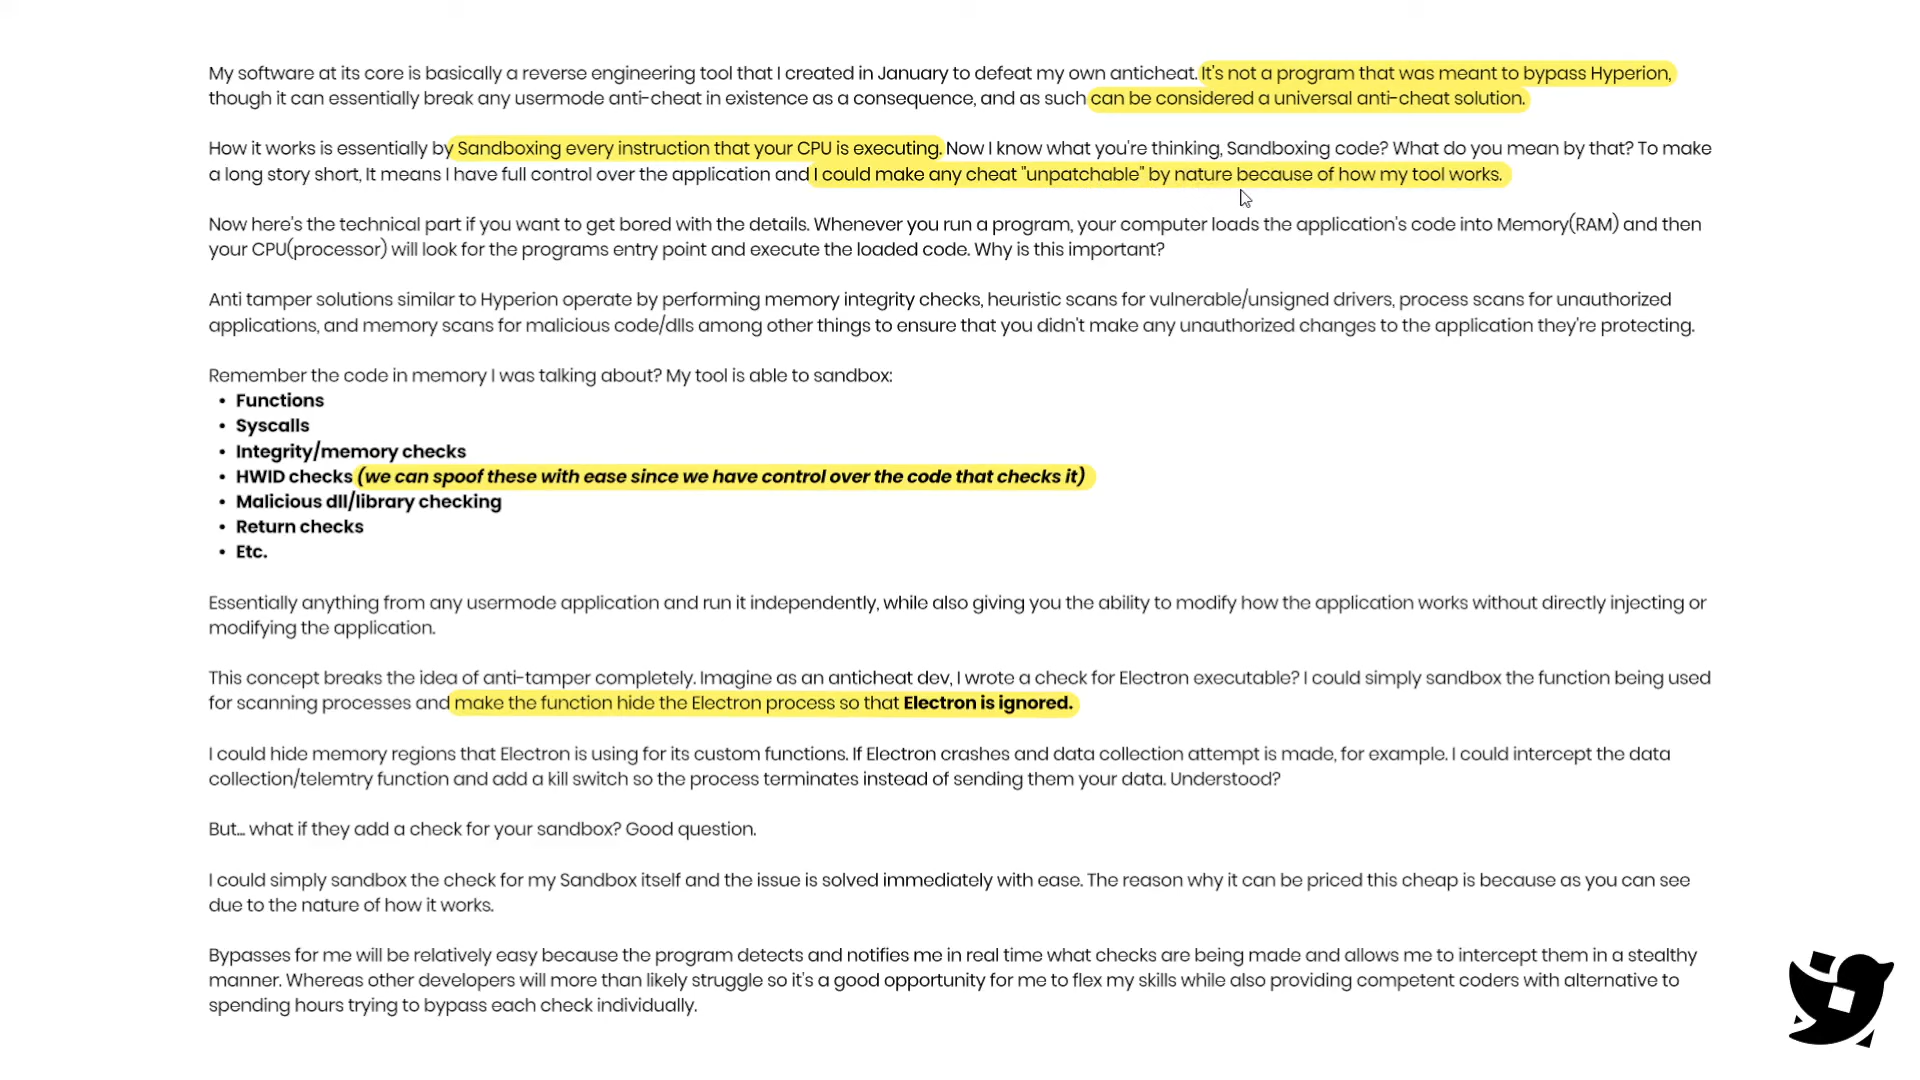 My software at its core is basically a reverse engineering tool that I created in January to defeat my own anticheat. It's not a program that was meant to bypass Hyperion,
though it can essentially break any usermode anti-cheat in existence as a consequence, and as such can be considered a universal anti-cheat solution.
How it works is essentially by Sandboxing every instruction that your CPU is executing. Now I know what you're thinking, Sandboxing code? What do you mean by that? To make
a long story short, It means I have full control over the application and I could make any cheat "unpatchable" by nature because of how my tool works.
Now here's the technical part if you want to get bored with the details. Whenever you run a program, your computer loads the application's code into Memory(RAM) and then
your CPU(processor) will look for the programs entry point and execute the loaded code. Why is this important?
Anti tamper solutions similar to Hyperion operate by performing memory integrity checks, heuristic scans for vulnerable/unsigned drivers, process scans for unauthorized
applications, and memory scans for malicious code/dlls among other things to ensure that you didn't make any unauthorized changes to the application they're protecting.
Remember the code in memory I was talking about? My tool is able to sandbox:
• Functions
• Syscalls
• Integrity/memory checks
• HWID checks (we can spoof these with ease since we have control over the code that checks it)
• Malicious dll/library checking
• Return checks
• Etc.
Essentially anything from any usermode application and run it independently, while also giving you the ability to modify how the application works without directly injecting or
modifying the application.
This concept breaks the idea of anti-tamper completely. Imagine as an anticheat dev, I wrote a check for Electron executable? I could simply sandbox the function being used
for scanning processes and make the function hide the Electron process so that Electron is ignored.
I could hide memory regions that Electron is using for its custom functions. If Electron crashes and data collection attempt is made, for example. I could intercept the data
collection/telemtry function and add a kill switch so the process terminates instead of sending them your data. Understood?
But... what if they add a check for your sandbox? Good question.
I could simply sandbox the check for my Sandbox itself and the issue is solved immediately with ease. The reason why it can be priced this cheap is because as you can see
due to the nature of how it works.
Bypasses for me will be relatively easy because the program detects and notifies me in real time what checks are being made and allows me to intercept them in a stealthy
manner. Whereas other developers will more than likely struggle so it's a good opportunity for me to flex my skills while also providing competent coders with alternative to
spending hours trying to bypass each check individually.